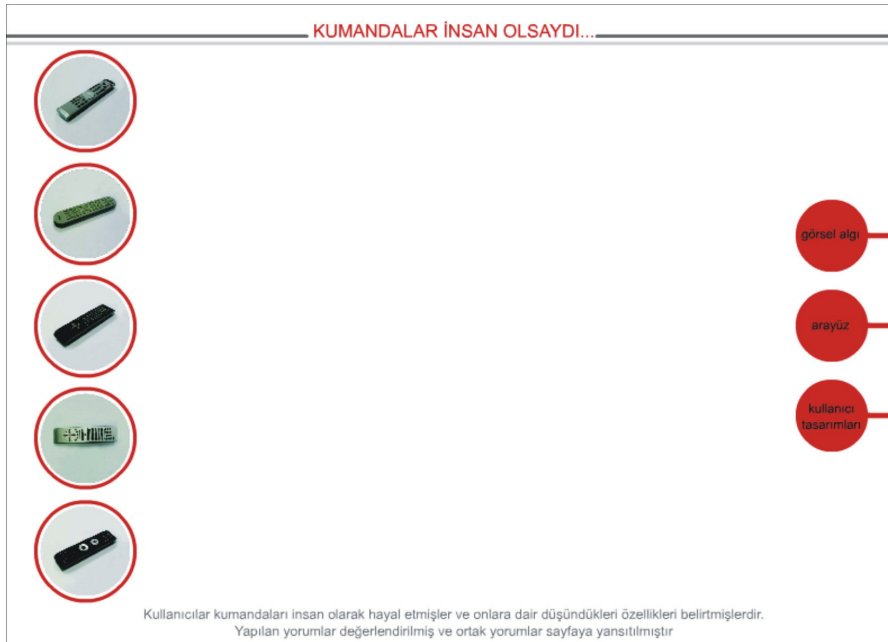 KUMANDALAR İNSAN OLSAYDI...
görsel algı
arayüz
kullanıcı
tasarımları
Kullanıcılar kumandaları insan olarak hayal etmişler ve onlara dair düşündükleri özellikleri belirtmişlerdir.
Yapılan yorumlar değerlendirilmiş ve ortak yorumlar sayfaya yansıtılmıştır